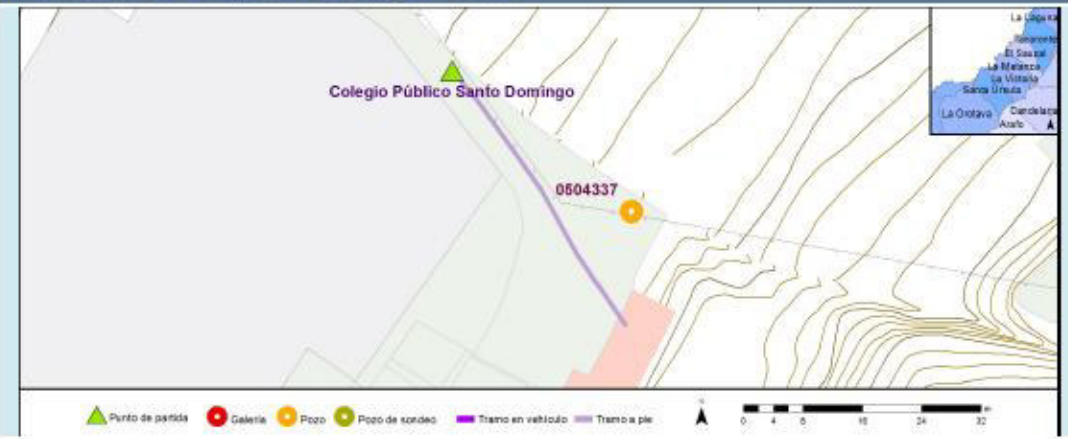 La Laguna
Tacoronte
El Sauzal
La Matanza
La Victoria
Santa Úrsula
La Orotava
Candelaria
Arafo
Colegio Público Santo Domingo
0504337
Punto de partida
Galería
Pozo
Pozo de sondeo
Tramo en vehículo
Tramo a pie
0 4 8 16 24 32